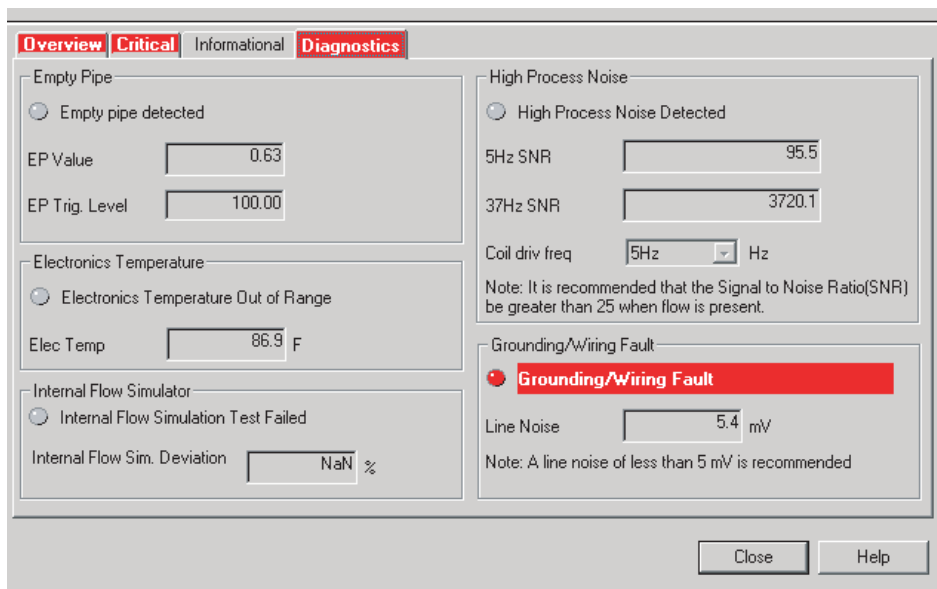 Overview Critical Informational Diagnostics
Empty Pipe
Empty pipe detected
EP Value 0.63
EP Trig. Level 100.00
Electronics Temperature
Electronics Temperature Out of Range
Elec Temp 86.9 F
Internal Flow Simulator
Internal Flow Simulation Test Failed
Internal Flow Sim. Deviation NaN %
High Process Noise
High Process Noise Detected
5Hz SNR 95.5
37Hz SNR 3720.1
Coil driv freq 5Hz Hz
Note: It is recommended that the Signal to Noise Ratio(SNR)
be greater than 25 when flow is present.
Grounding/Wiring Fault
Grounding/Wiring Fault
Line Noise 5.4 mV
Note: A line noise of less than 5 mV is recommended
Close Help